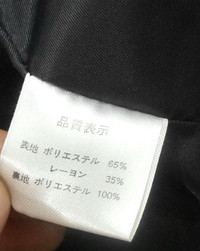 品質表示
表地 ポリエステル 65%
レーヨン 35%
裏地 ポリエステル 100%